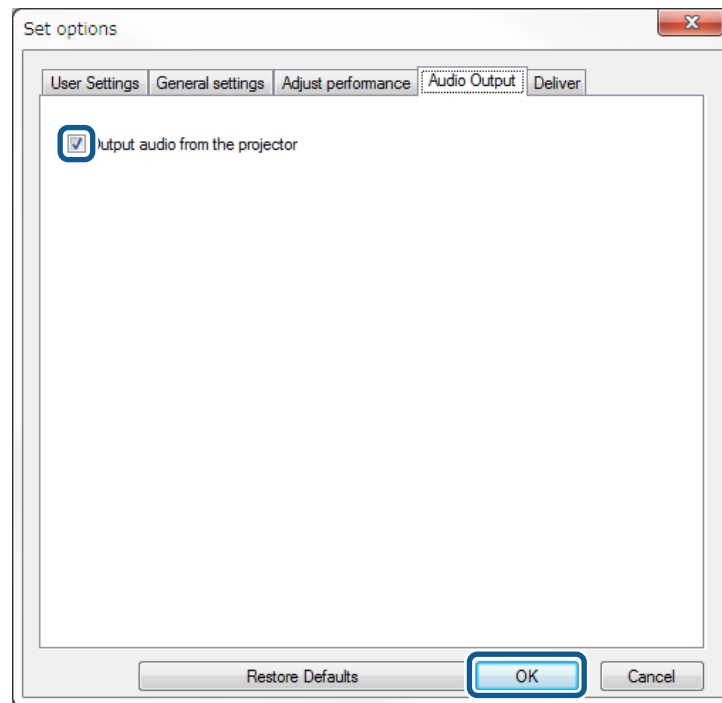 Set options
User Settings General settings Adjust performance Audio Output Deliver
utput audio from the projector
Restore Defaults OK Cancel